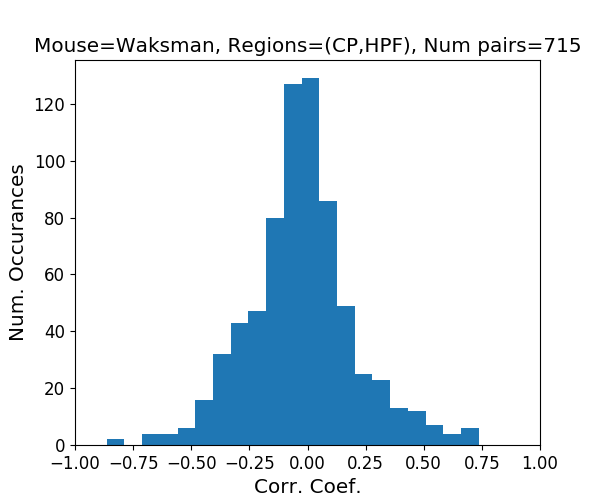 Mouse=Waksman, Regions=(CP,HPF), Num pairs=715
Num. Occurances
120
100
80
60
40
20
0
−1.00 −0.75 −0.50 −0.25 0.00 0.25 0.50 0.75 1.00
Corr. Coef.